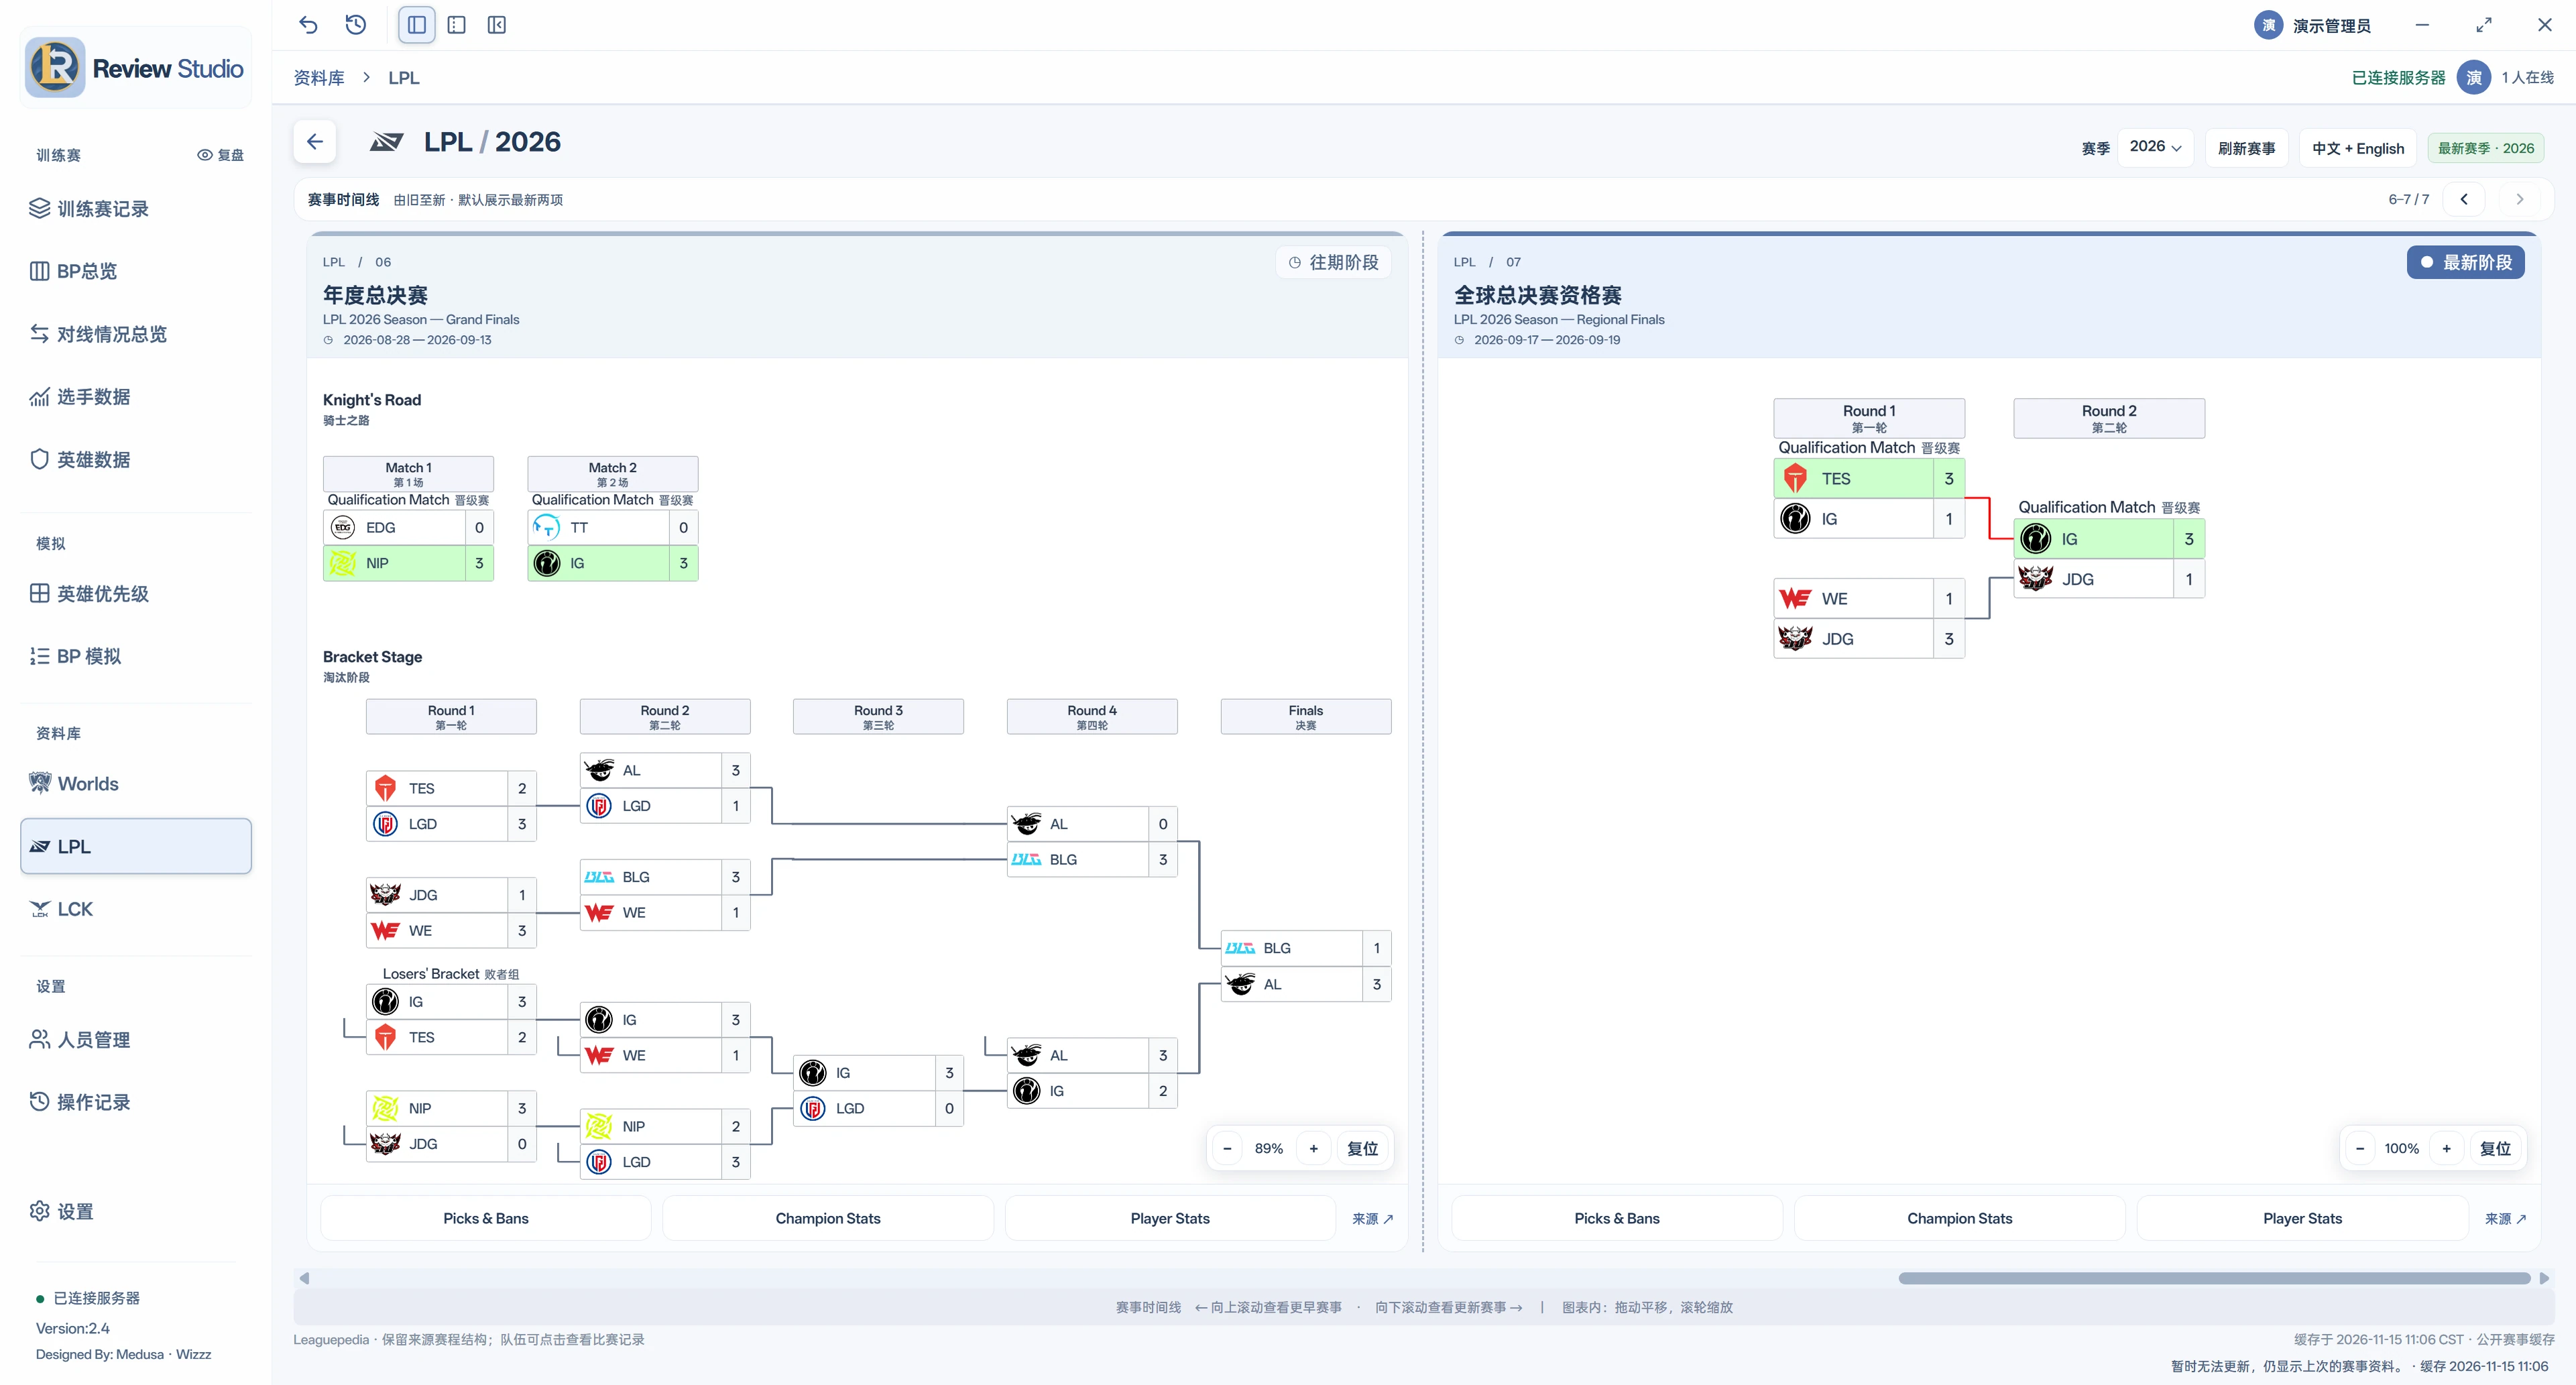 演 演示管理员
Review Studio
资料库 > LPL
已连接服务器 演 1 人在线
训练赛 复盘
训练赛记录
BP总览
对线情况总览
选手数据
英雄数据
模拟
英雄优先级
BP 模拟
资料库
Worlds
LPL
LCK
设置
人员管理
操作记录
设置
已连接服务器
Version:2.4
Designed By: Medusa · Wizzz
LPL / 2026
赛季 2026 刷新赛事 中文 + English 最新赛季 · 2026
赛事时间线 由旧至新 · 默认展示最新两项
6–7 / 7
LPL / 06
往期阶段
年度总决赛
LPL 2026 Season — Grand Finals
2026-08-28 — 2026-09-13
Knight's Road
骑士之路
Match 1
第 1 场
Qualification Match 晋级赛
EDG 0
NIP 3
Match 2
第 2 场
Qualification Match 晋级赛
TT 0
IG 3
Bracket Stage
淘汰阶段
Round 1
第一轮
Round 2
第二轮
Round 3
第三轮
Round 4
第四轮
Finals
决赛
TES 2
LGD 3
JDG 1
WE 3
Losers' Bracket 败者组
IG 3
TES 2
NIP 3
JDG 0
AL 3
LGD 1
BLG 3
WE 1
IG 3
WE 1
NIP 2
LGD 3
IG 3
LGD 0
AL 0
BLG 3
AL 3
IG 2
BLG 1
AL 3
− 89% + 复位
Picks & Bans Champion Stats Player Stats 来源 ↗
LPL / 07
最新阶段
全球总决赛资格赛
LPL 2026 Season — Regional Finals
2026-09-17 — 2026-09-19
Round 1
第一轮
Qualification Match 晋级赛
TES 3
IG 1
WE 1
JDG 3
Round 2
第二轮
Qualification Match 晋级赛
IG 3
JDG 1
− 100% + 复位
Picks & Bans Champion Stats Player Stats 来源 ↗
赛事时间线 ← 向上滚动查看更早赛事 · 向下滚动查看更新赛事 → | 图表内：拖动平移，滚轮缩放
Leaguepedia · 保留来源赛程结构；队伍可点击查看比赛记录
缓存于 2026-11-15 11:06 CST · 公开赛事缓存
暂时无法更新，仍显示上次的赛事资料。 · 缓存 2026-11-15 11:06